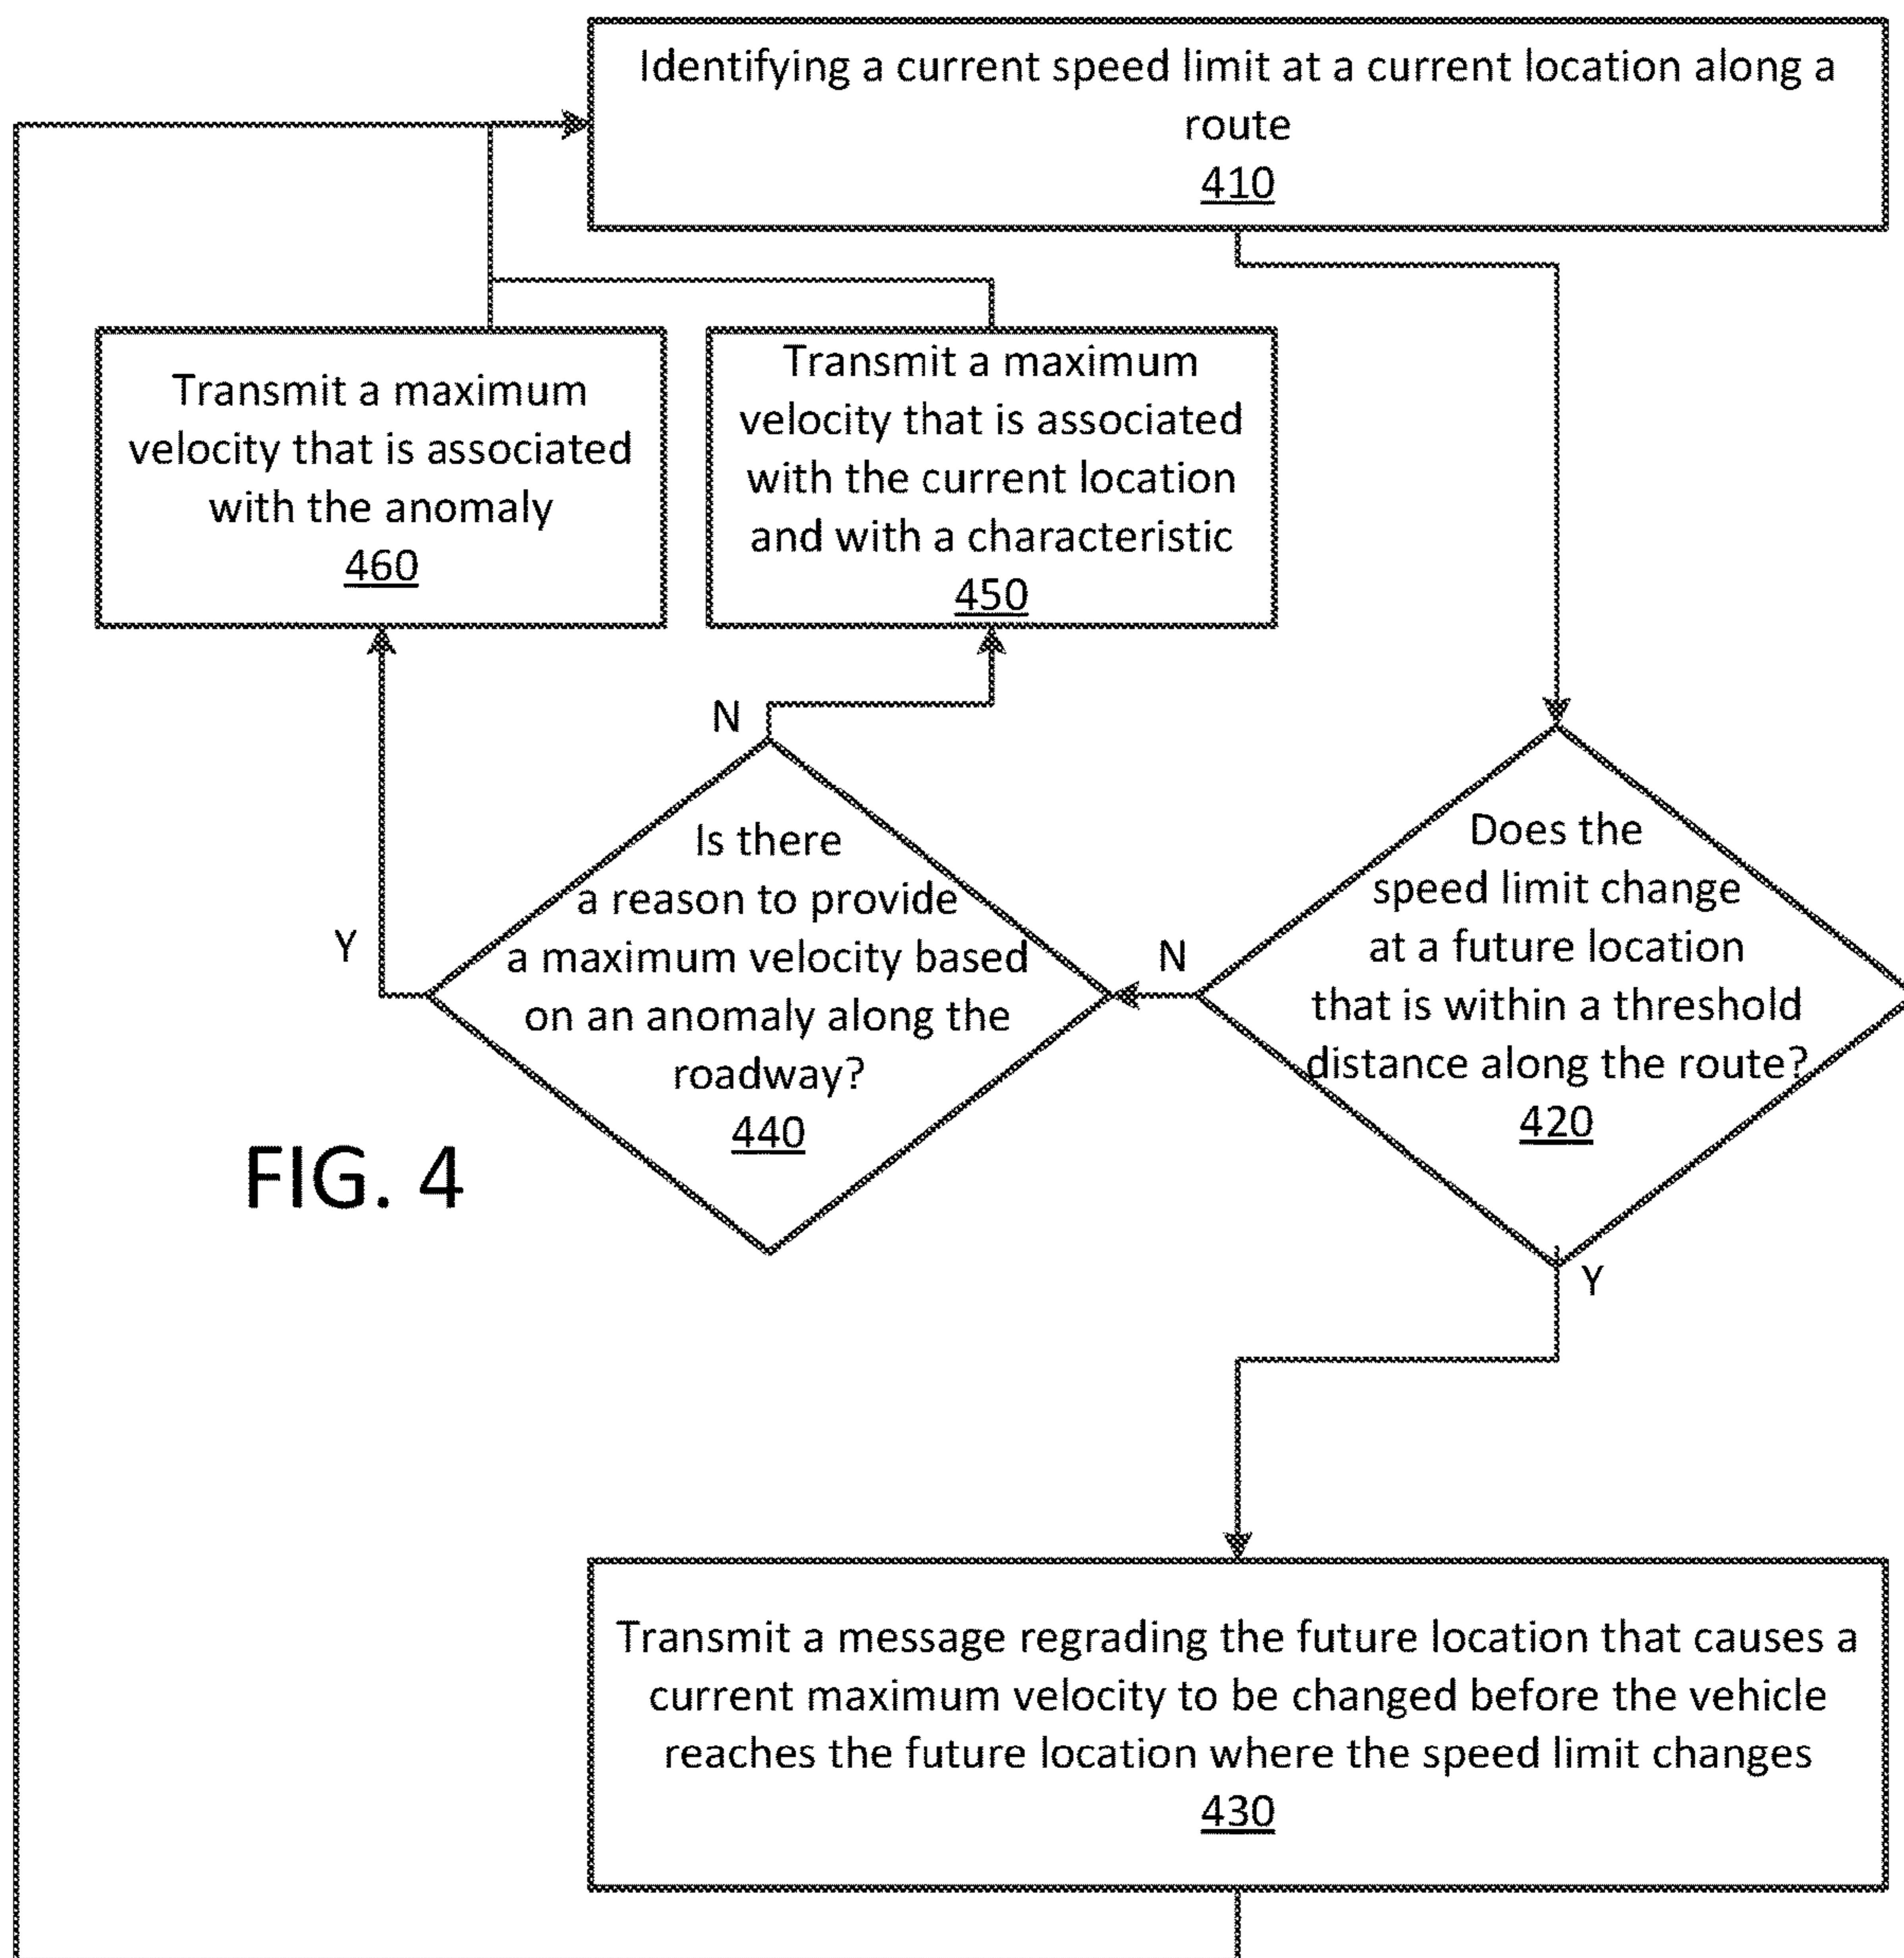 Identifying a current speed limit at a current location along a
route
410
Transmit a maximum
velocity that is associated
with the anomaly
460
Transmit a maximum
velocity that is associated
with the current location
and with a characteristic
450
N
Y
Is there
a reason to provide
a maximum velocity based
on an anomaly along the
roadway?
440
N
Does the
speed limit change
at a future location
that is within a threshold
distance along the route?
420
Y
FIG. 4
Transmit a message regrading the future location that causes a
current maximum velocity to be changed before the vehicle
reaches the future location where the speed limit changes
430